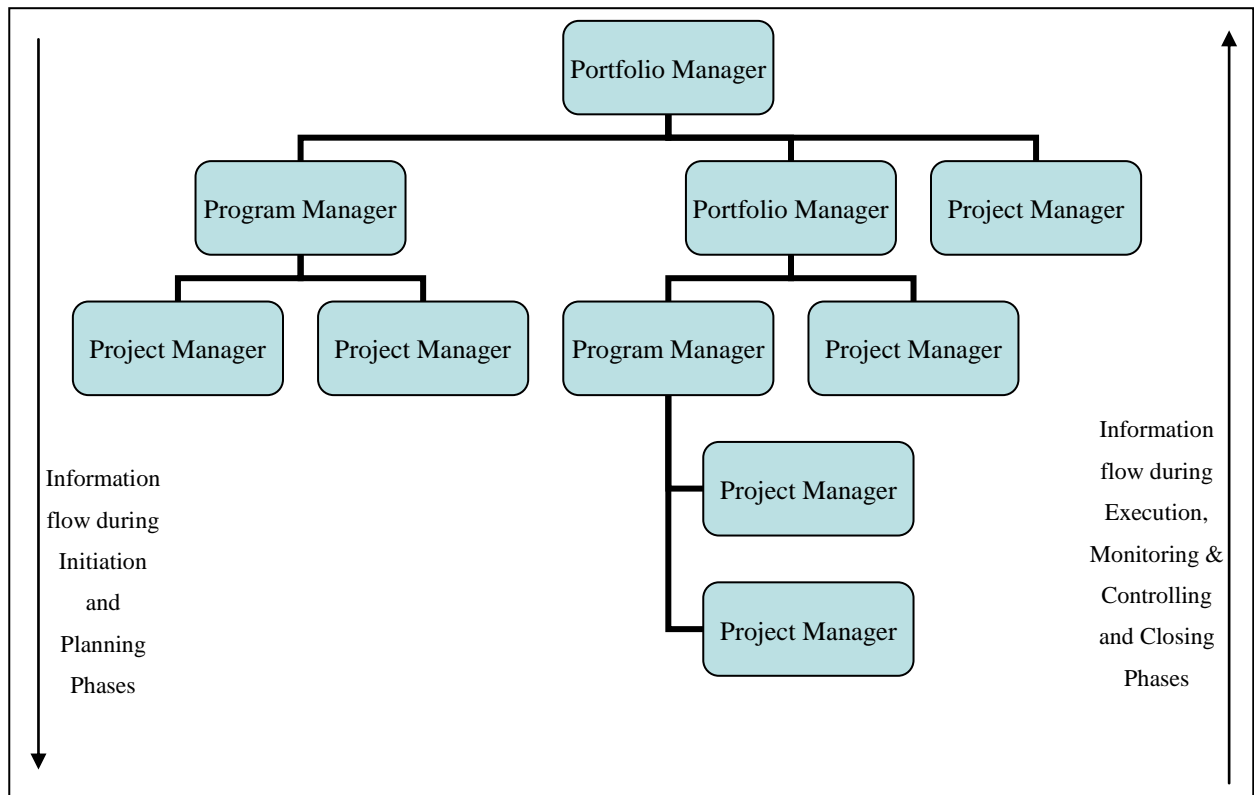 Portfolio Manager
Program Manager
Portfolio Manager
Project Manager
Project Manager
Project Manager
Program Manager
Project Manager
Project Manager
Project Manager
Information
flow during
Initiation
and
Planning
Phases
Information
flow during
Execution,
Monitoring &
Controlling
and Closing
Phases